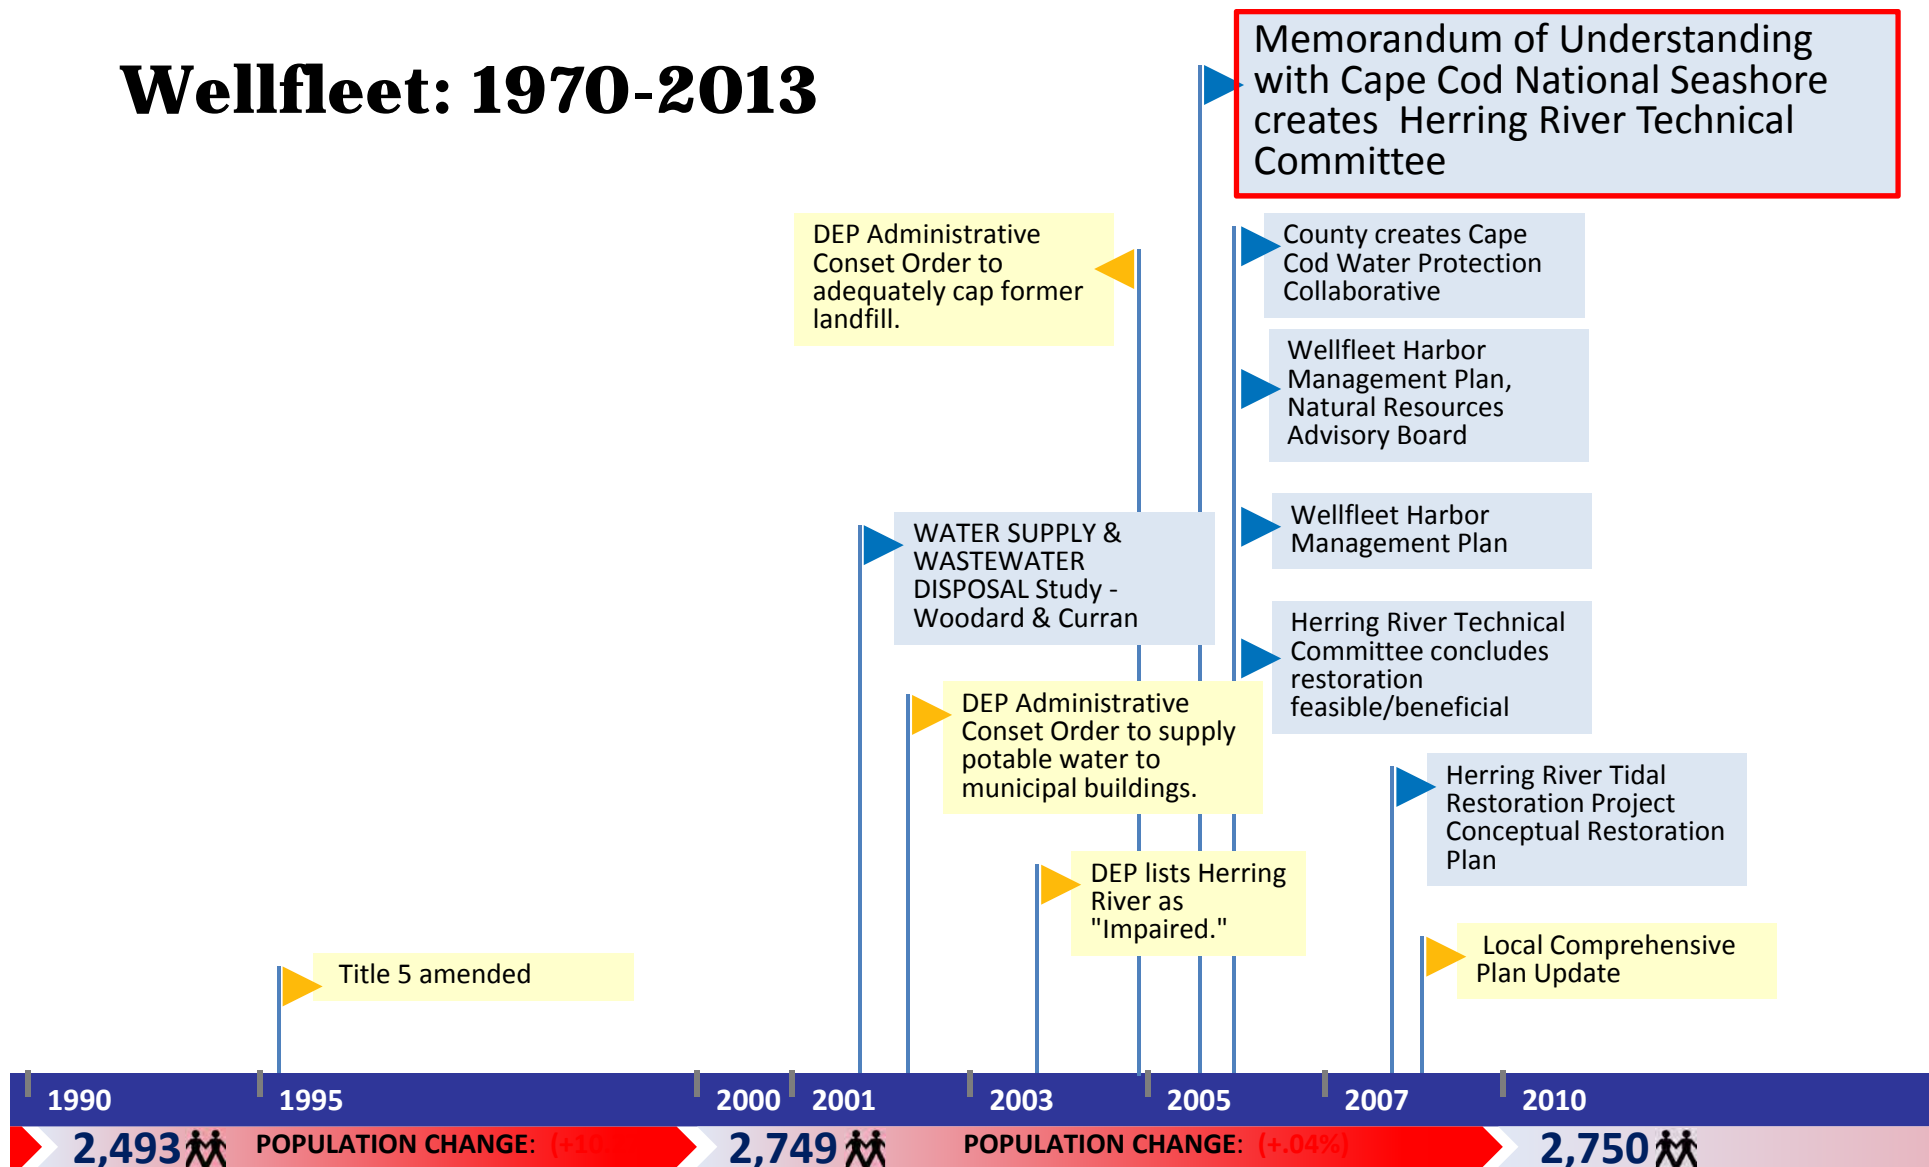 Wellfleet: 1970-2013
Memorandum of Understanding
with Cape Cod National Seashore
creates Herring River Technical
Committee
DEP Administrative
Conset Order to
adequately cap former
landfill.
County creates Cape
Cod Water Protection
Collaborative
Wellfleet Harbor
Management Plan,
Natural Resources
Advisory Board
WATER SUPPLY &
WASTEWATER
DISPOSAL Study -
Woodard & Curran
Wellfleet Harbor
Management Plan
Herring River Technical
Committee concludes
restoration
feasible/beneficial
DEP Administrative
Conset Order to supply
potable water to
municipal buildings.
Herring River Tidal
Restoration Project
Conceptual Restoration
Plan
DEP lists Herring
River as
"Impaired."
Local Comprehensive
Plan Update
Title 5 amended
1990 1995 2000 2001 2003 2005 2007 2010
2,493 POPULATION CHANGE: (+10 2,749 POPULATION CHANGE: (+.04%) 2,750